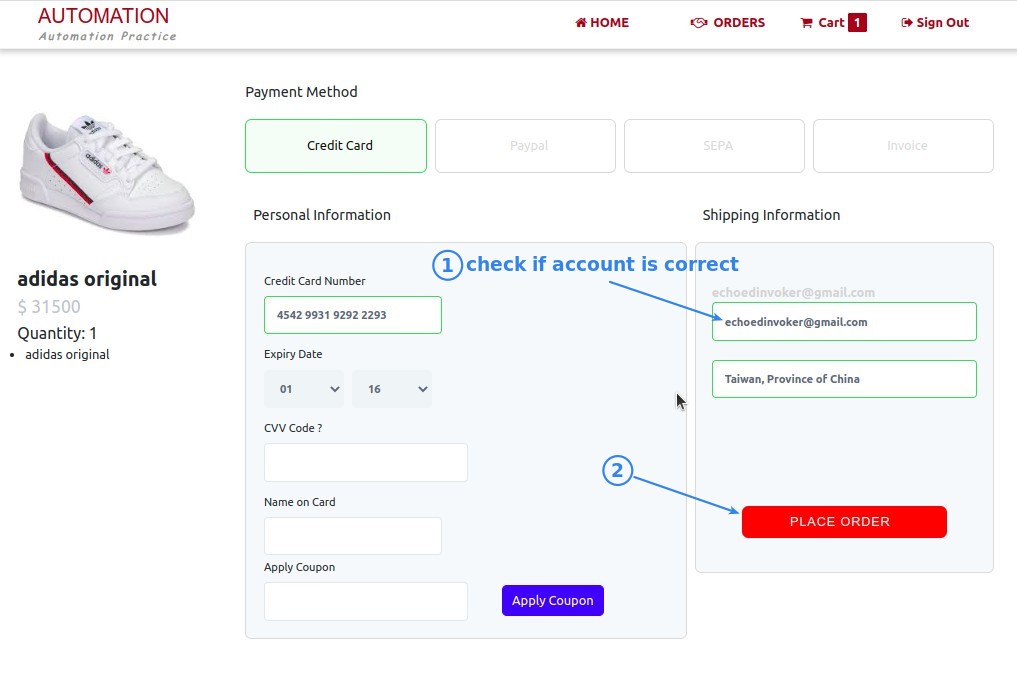 AUTOMATION
Automation Practice
HOME
ORDERS
Cart 1
Sign Out
Payment Method
Credit Card
Paypal
SEPA
Invoice
Personal Information
Shipping Information
adidas
adidas original
$ 31500
Quantity: 1
adidas original
1 check if account is correct
Credit Card Number
4542 9931 9292 2293
Expiry Date
01
16
CVV Code ?
Name on Card
Apply Coupon
Apply Coupon
echoedinvoker@gmail.com
echoedinvoker@gmail.com
Taiwan, Province of China
2
PLACE ORDER